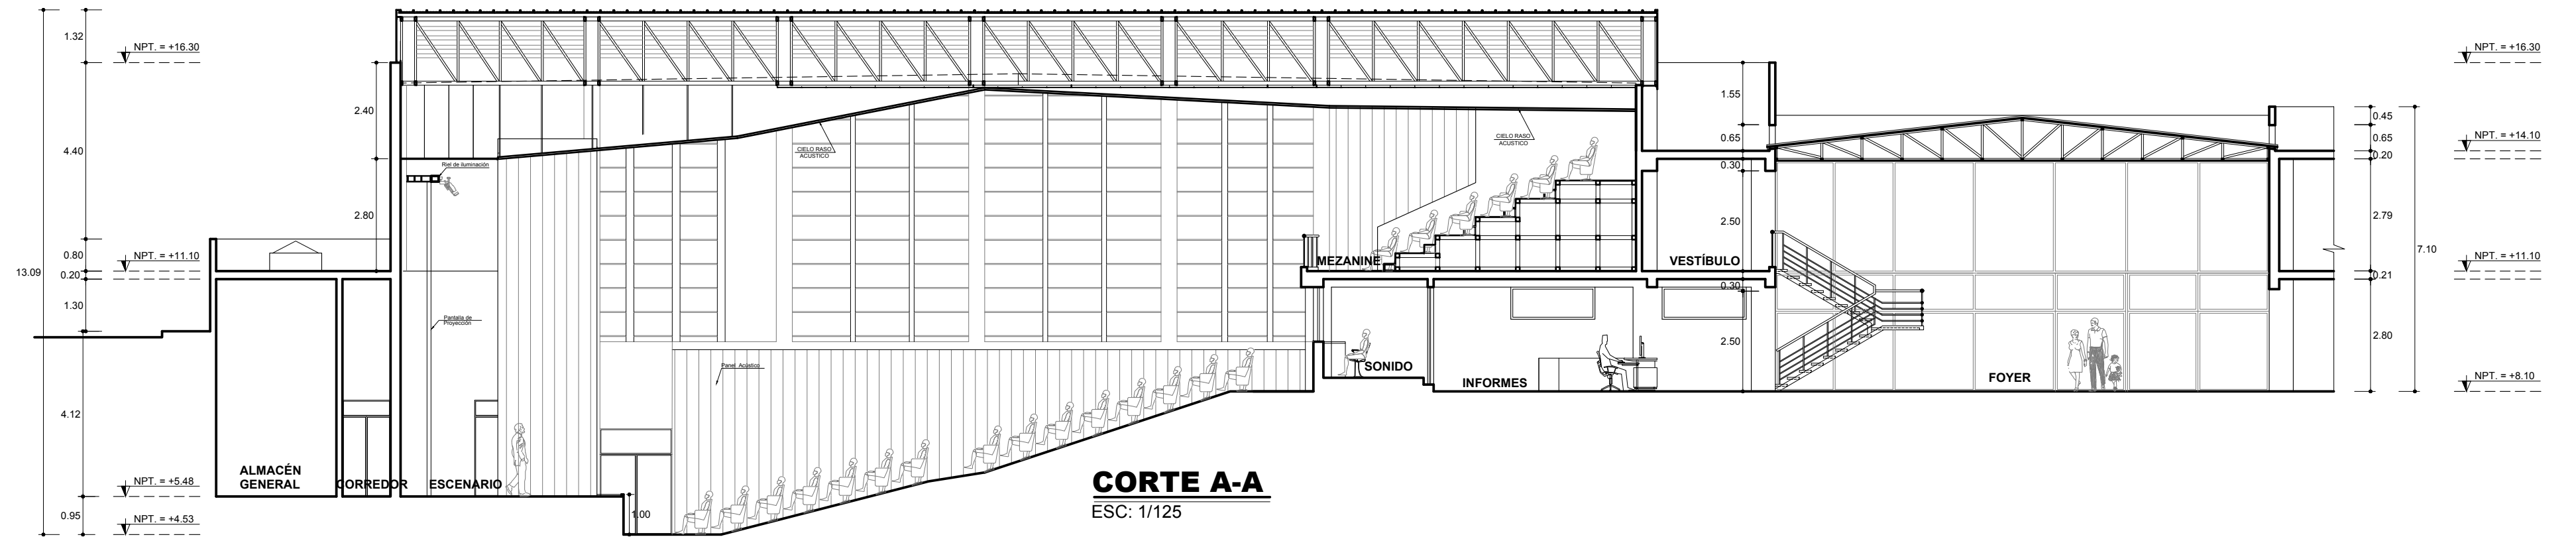 1.32
NPT. = +16.30
2.40
4.40
2.80
0.80
NPT. = +11.10
0.20
13.09
1.30
4.12
NPT. = +5.48
0.95
NPT. = +4.53
ALMACÉN
GENERAL
CORREDOR
ESCENARIO
Riel de iluminación
Pantalla de
Proyección
CIELO RASO
ACUSTICO
Panel Acústico
1.00
CIELO RASO
ACUSTICO
MEZANINE
VESTÍBULO
SONIDO
INFORMES
FOYER
1.55
0.65
0.30
2.50
0.30
2.50
0.45
0.65
0.20
2.79
0.21
2.80
7.10
NPT. = +16.30
NPT. = +14.10
NPT. = +11.10
NPT. = +8.10
CORTE A-A
ESC: 1/125